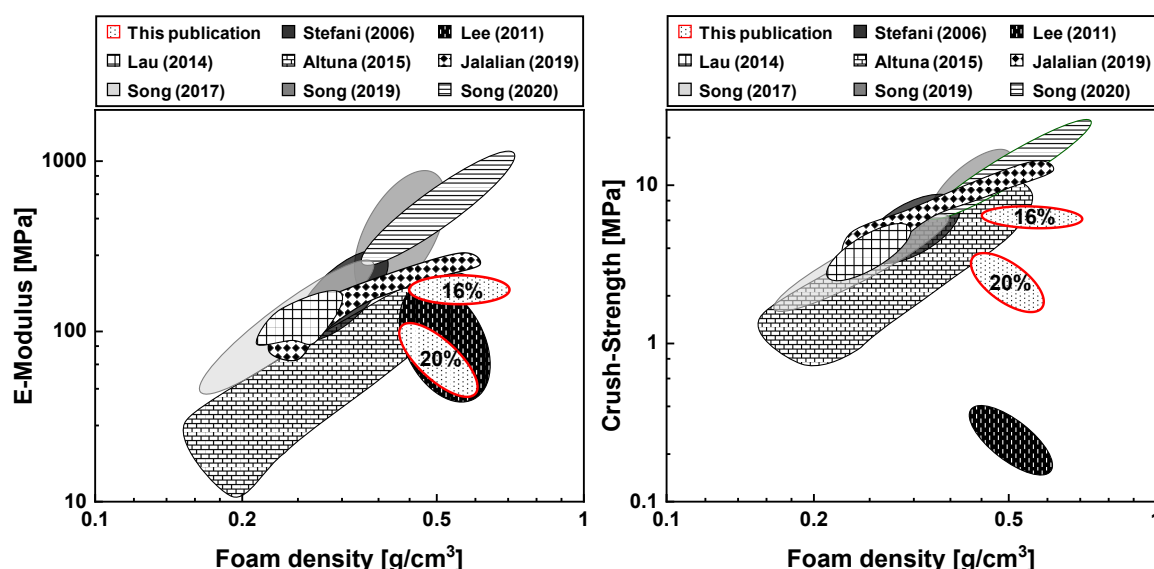 This publication Stefani (2006) Lee (2011)
Lau (2014) Altuna (2015) Jalalian (2019)
Song (2017) Song (2019) Song (2020)
1000
100
10
E-Modulus [MPa]
16%
20%
0.1 0.2 0.5 1
Foam density [g/cm³]
This publication Stefani (2006) Lee (2011)
Lau (2014) Altuna (2015) Jalalian (2019)
Song (2017) Song (2019) Song (2020)
10
1
0.1
Crush-Strength [MPa]
16%
20%
0.1 0.2 0.5 1
Foam density [g/cm³]